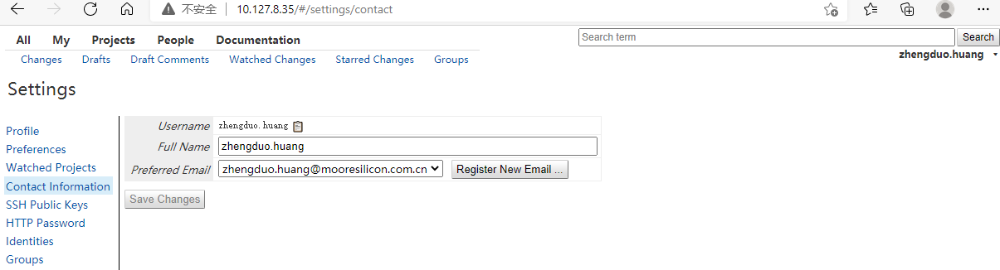 不安全 10.127.8.35/#/settings/contact
All My Projects People Documentation
Search term Search
Changes Drafts Draft Comments Watched Changes Starred Changes Groups
zhengduo.huang
Settings
Profile
Preferences
Watched Projects
Contact Information
SSH Public Keys
HTTP Password
Identities
Groups
Username zhengduo.huang
Full Name zhengduo.huang
Preferred Email zhengduo.huang@mooresilicon.com.cn Register New Email ...
Save Changes